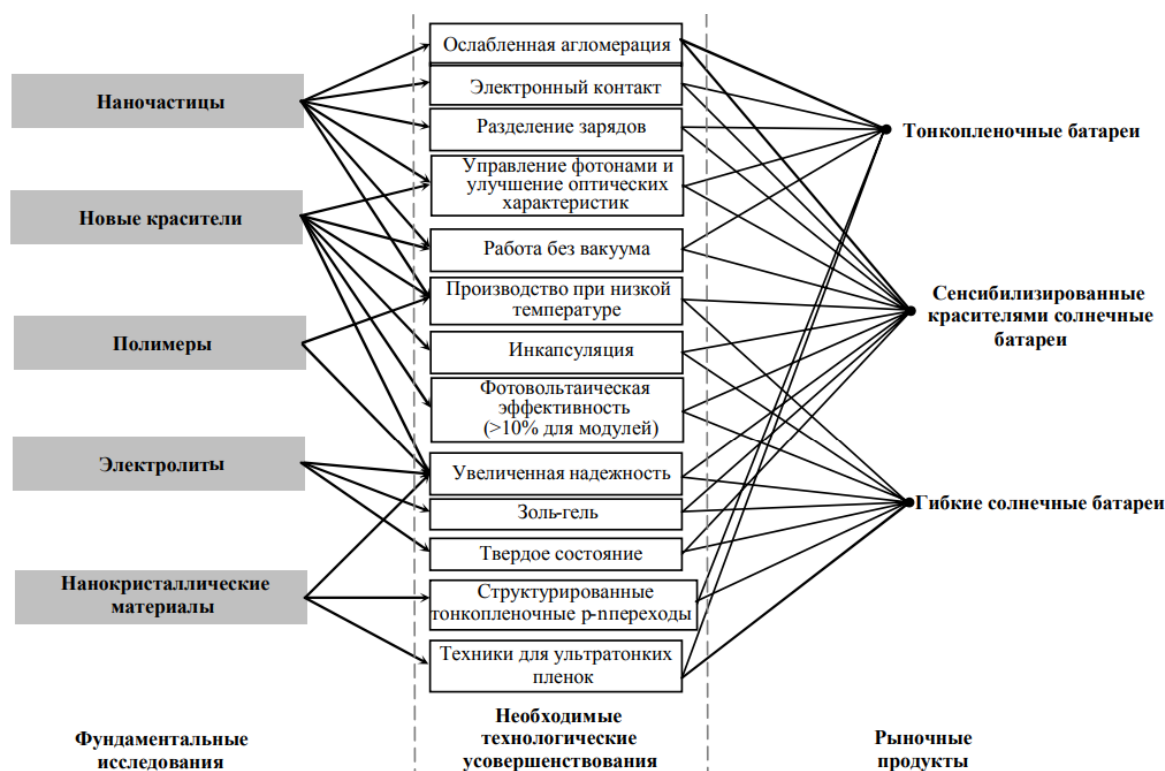 Наночастицы
Новые красители
Полимеры
Электролиты
Нанокристаллические
материалы
Фундаментальные
исследования
Ослабленная агломерация
Электронный контакт
Разделение зарядов
Управление фотонами и
улучшение оптических
характеристик
Работа без вакуума
Производство при низкой
температуре
Инкапсуляция
Фотовольтаическая
эффективность
(>10% для модулей)
Увеличенная надежность
Золь-гель
Твердое состояние
Структурированные
тонкопленочные p-nпереходы
Техники для ультратонких
пленок
Необходимые
технологические
усовершенствования
Тонкопленочные батареи
Сенсибилизированные
красителями солнечные
батареи
Гибкие солнечные батареи
Рыночные
продукты